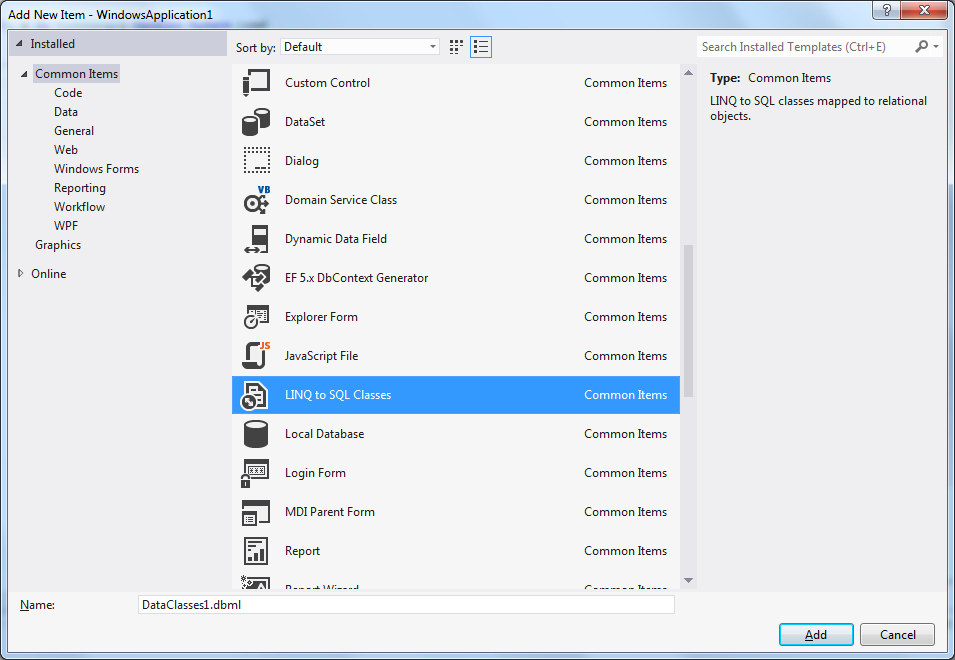 Add New Item - WindowsApplication1
Installed
Sort by: Default
Search Installed Templates (Ctrl+E)
Common Items
Code
Data
General
Web
Windows Forms
Reporting
Workflow
WPF
Graphics
Online
Custom Control Common Items
DataSet Common Items
Dialog Common Items
VB
Domain Service Class Common Items
Dynamic Data Field Common Items
EF 5.x DbContext Generator Common Items
Explorer Form Common Items
JS
JavaScript File Common Items
LINQ to SQL Classes Common Items
Local Database Common Items
Login Form Common Items
MDI Parent Form Common Items
Report Common Items
Report Wizard Common Items
Type: Common Items
LINQ to SQL classes mapped to relational
objects.
Name: DataClasses1.dbml
Add Cancel